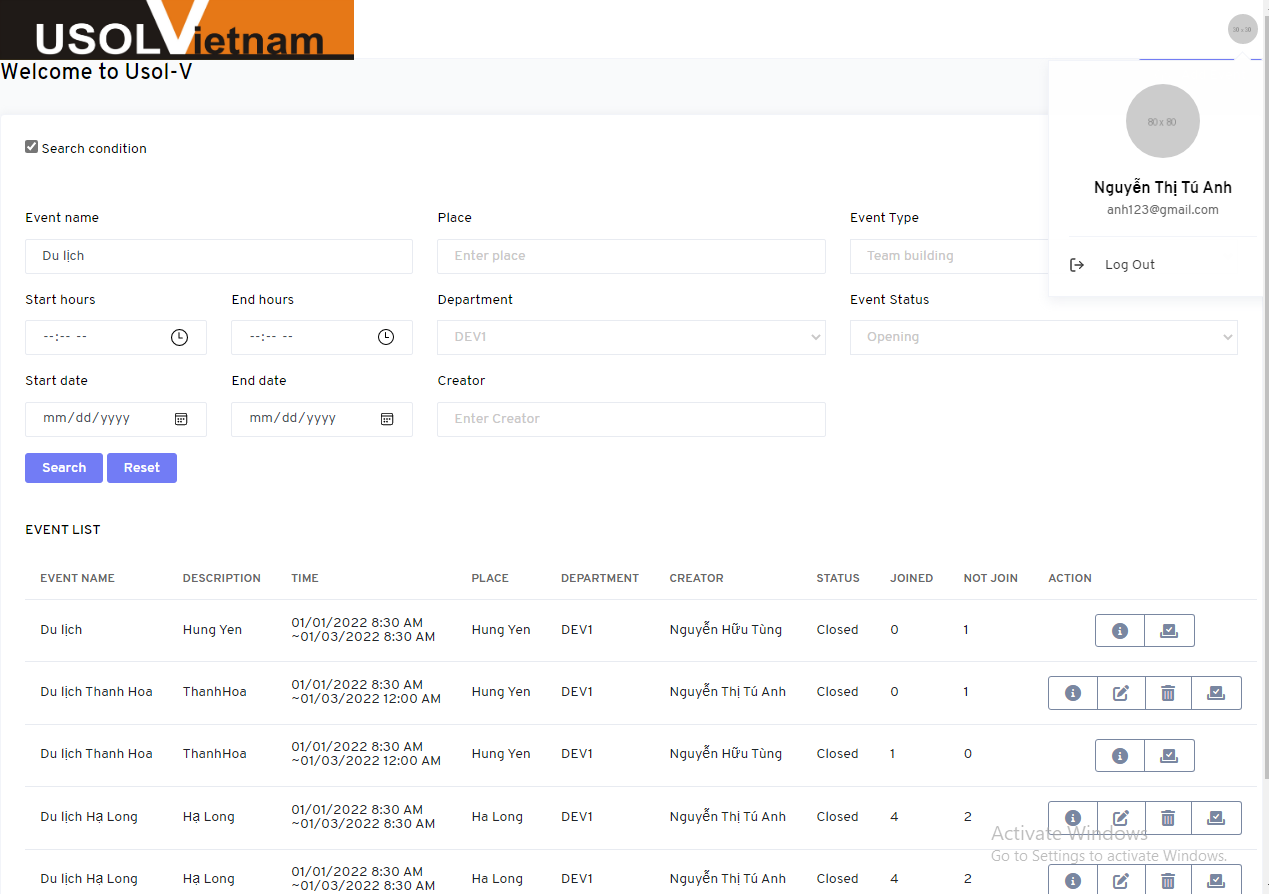 USOLVietnam
30 x 30
Welcome to Usol-V
80 x 80
Nguyễn Thị Tú Anh
anh123@gmail.com
Log Out
Search condition
Event name
Place
Event Type
Du lịch
Enter place
Team building
Start hours
End hours
Department
Event Status
--:-- --
--:-- --
DEV1
Opening
Start date
End date
Creator
mm/dd/yyyy
mm/dd/yyyy
Enter Creator
Search
Reset
EVENT LIST
EVENT NAME DESCRIPTION TIME PLACE DEPARTMENT CREATOR STATUS JOINED NOT JOIN ACTION
Du lịch Hung Yen 01/01/2022 8:30 AM
~01/03/2022 8:30 AM Hung Yen DEV1 Nguyễn Hữu Tùng Closed 0 1
Du lịch Thanh Hoa ThanhHoa 01/01/2022 8:30 AM
~01/03/2022 12:00 AM Hung Yen DEV1 Nguyễn Thị Tú Anh Closed 0 1
Du lịch Thanh Hoa ThanhHoa 01/01/2022 8:30 AM
~01/03/2022 12:00 AM Hung Yen DEV1 Nguyễn Hữu Tùng Closed 1 0
Du lịch Hạ Long Hạ Long 01/01/2022 8:30 AM
~01/03/2022 8:30 AM Ha Long DEV1 Nguyễn Thị Tú Anh Closed 4 2
Du lịch Hạ Long Hạ Long 01/01/2022 8:30 AM
~01/03/2022 8:30 AM Ha Long DEV1 Nguyễn Thị Tú Anh Closed 4 2
Activate Windows
Go to Settings to activate Windows.